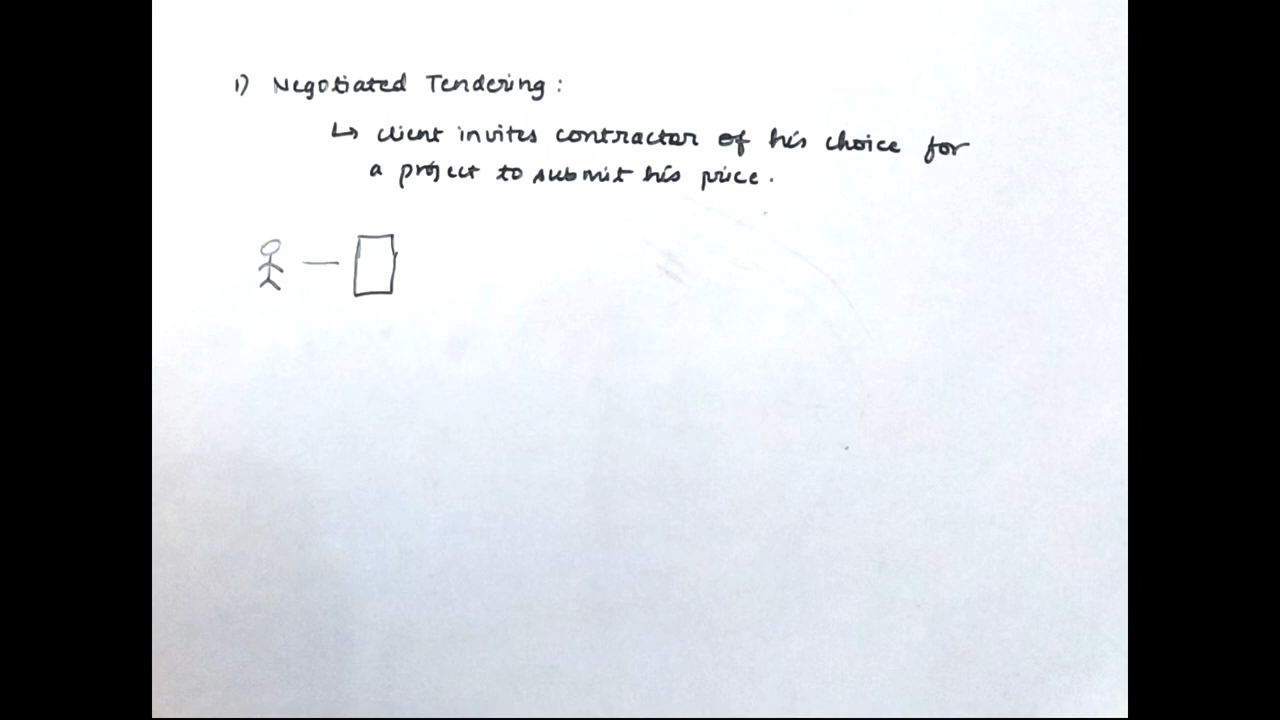 1) Negotiated Tendering :
↳ client invites contractor of his choice for
a project to submit his price.